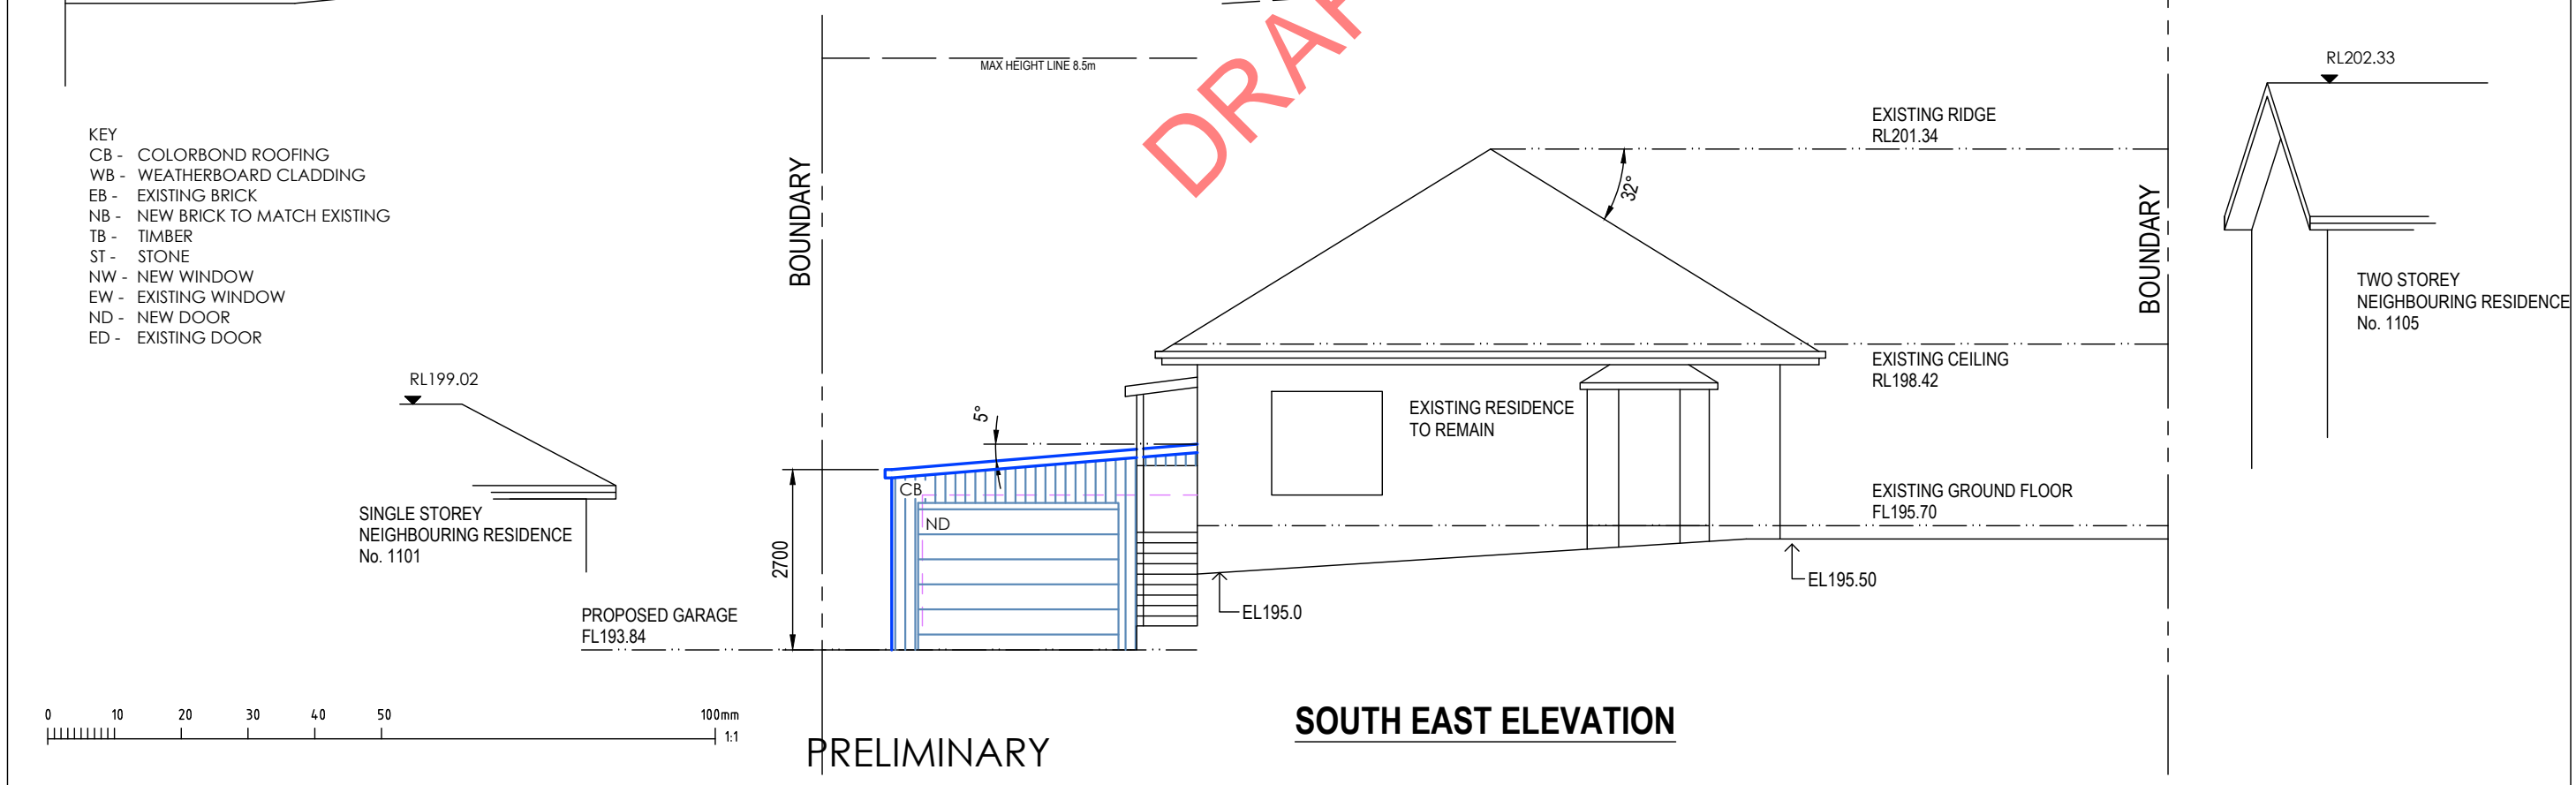 DRAF
MAX HEIGHT LINE 8.5m
RL202.33
KEY
CB - COLORBOND ROOFING
WB - WEATHERBOARD CLADDING
EB - EXISTING BRICK
NB - NEW BRICK TO MATCH EXISTING
TB - TIMBER
ST - STONE
NW - NEW WINDOW
EW - EXISTING WINDOW
ND - NEW DOOR
ED - EXISTING DOOR
BOUNDARY
EXISTING RIDGE
RL201.34
32°
BOUNDARY
TWO STOREY
NEIGHBOURING RESIDENCE
No. 1105
EXISTING CEILING
RL198.42
RL199.02
5°
EXISTING RESIDENCE
TO REMAIN
CB
ND
EXISTING GROUND FLOOR
FL195.70
SINGLE STOREY
NEIGHBOURING RESIDENCE
No. 1101
2700
EL195.50
EL195.0
PROPOSED GARAGE
FL193.84
0 10 20 30 40 50 100mm
1:1
SOUTH EAST ELEVATION
PRELIMINARY